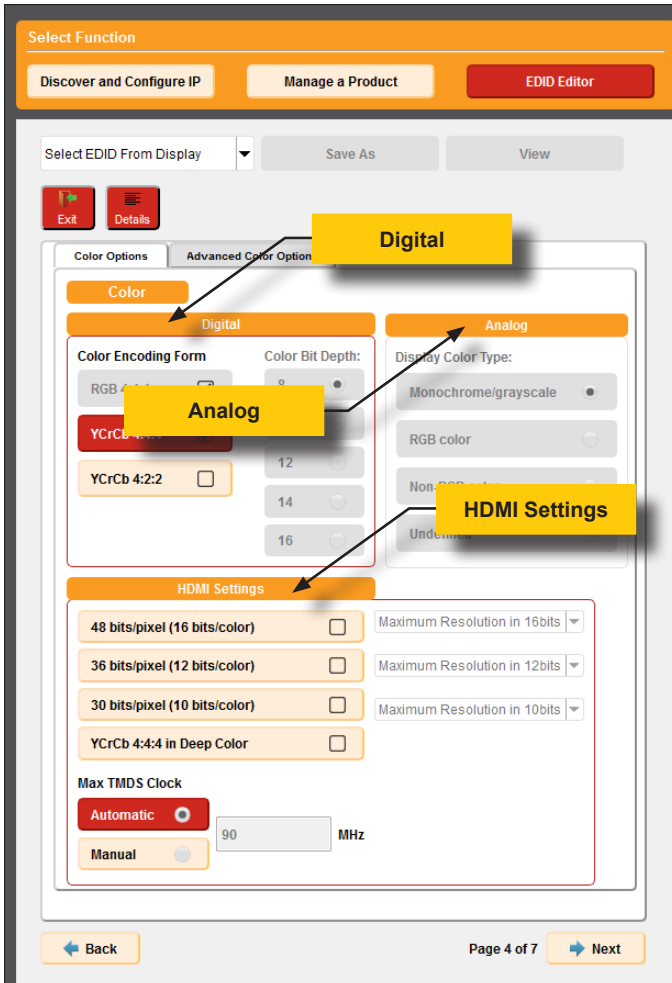 Select Function
Discover and Configure IP
Manage a Product
EDID Editor
Select EDID From Display
Save As
View
Exit
Details
Digital
Color Options
Advanced Color Option
Color
Digital
Analog
Color Encoding Form
Color Bit Depth:
Display Color Type:
RGB
8
Monochrome/grayscale
Analog
YCrCb
RGB color
YCrCb 4:2:2
12
HDMI Settings
14
16
HDMI Settings
48 bits/pixel (16 bits/color)
Maximum Resolution in 16bits
36 bits/pixel (12 bits/color)
Maximum Resolution in 12bits
30 bits/pixel (10 bits/color)
Maximum Resolution in 10bits
YCrCb 4:4:4 in Deep Color
Max TMDS Clock
Automatic
90
MHz
Manual
Back
Page 4 of 7
Next